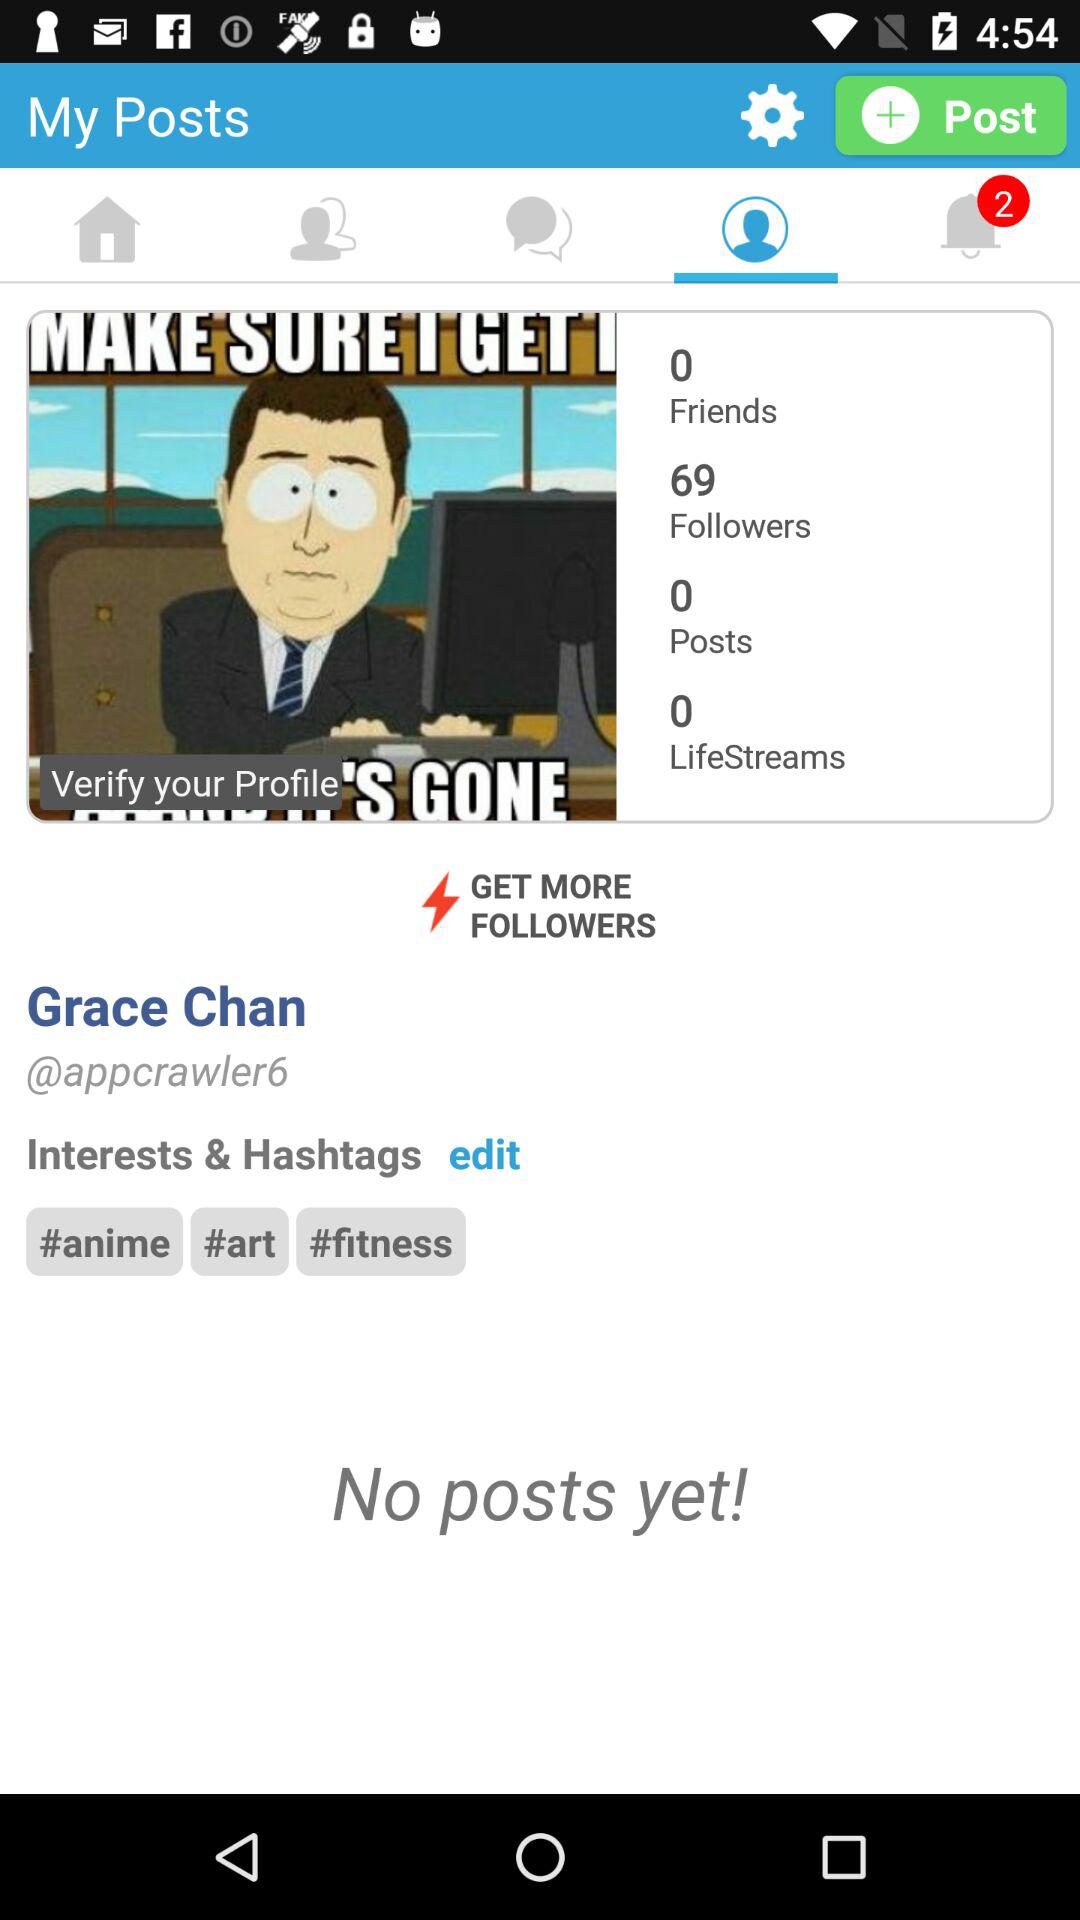 FAKE
4:54
My Posts
Post
2
MAKE SURE I GET
0
Friends
69
Followers
0
Posts
0
LifeStreams
Verify your Profile
'S GONE
GET MORE
FOLLOWERS
Grace Chan
@appcrawler6
Interests & Hashtags edit
#anime #art #fitness
No posts yet!